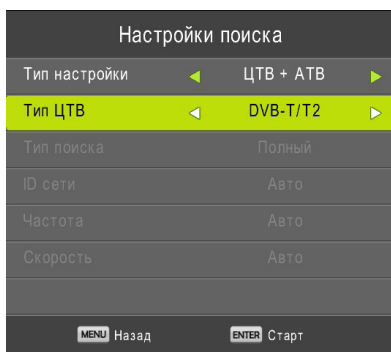 Настройки поиска
Тип настройки ЦТВ + АТВ
Тип ЦТВ DVB-T/T2
Тип поиска Полный
ID сети Авто
Частота Авто
Скорость Авто
MENU Назад ENTER Старт